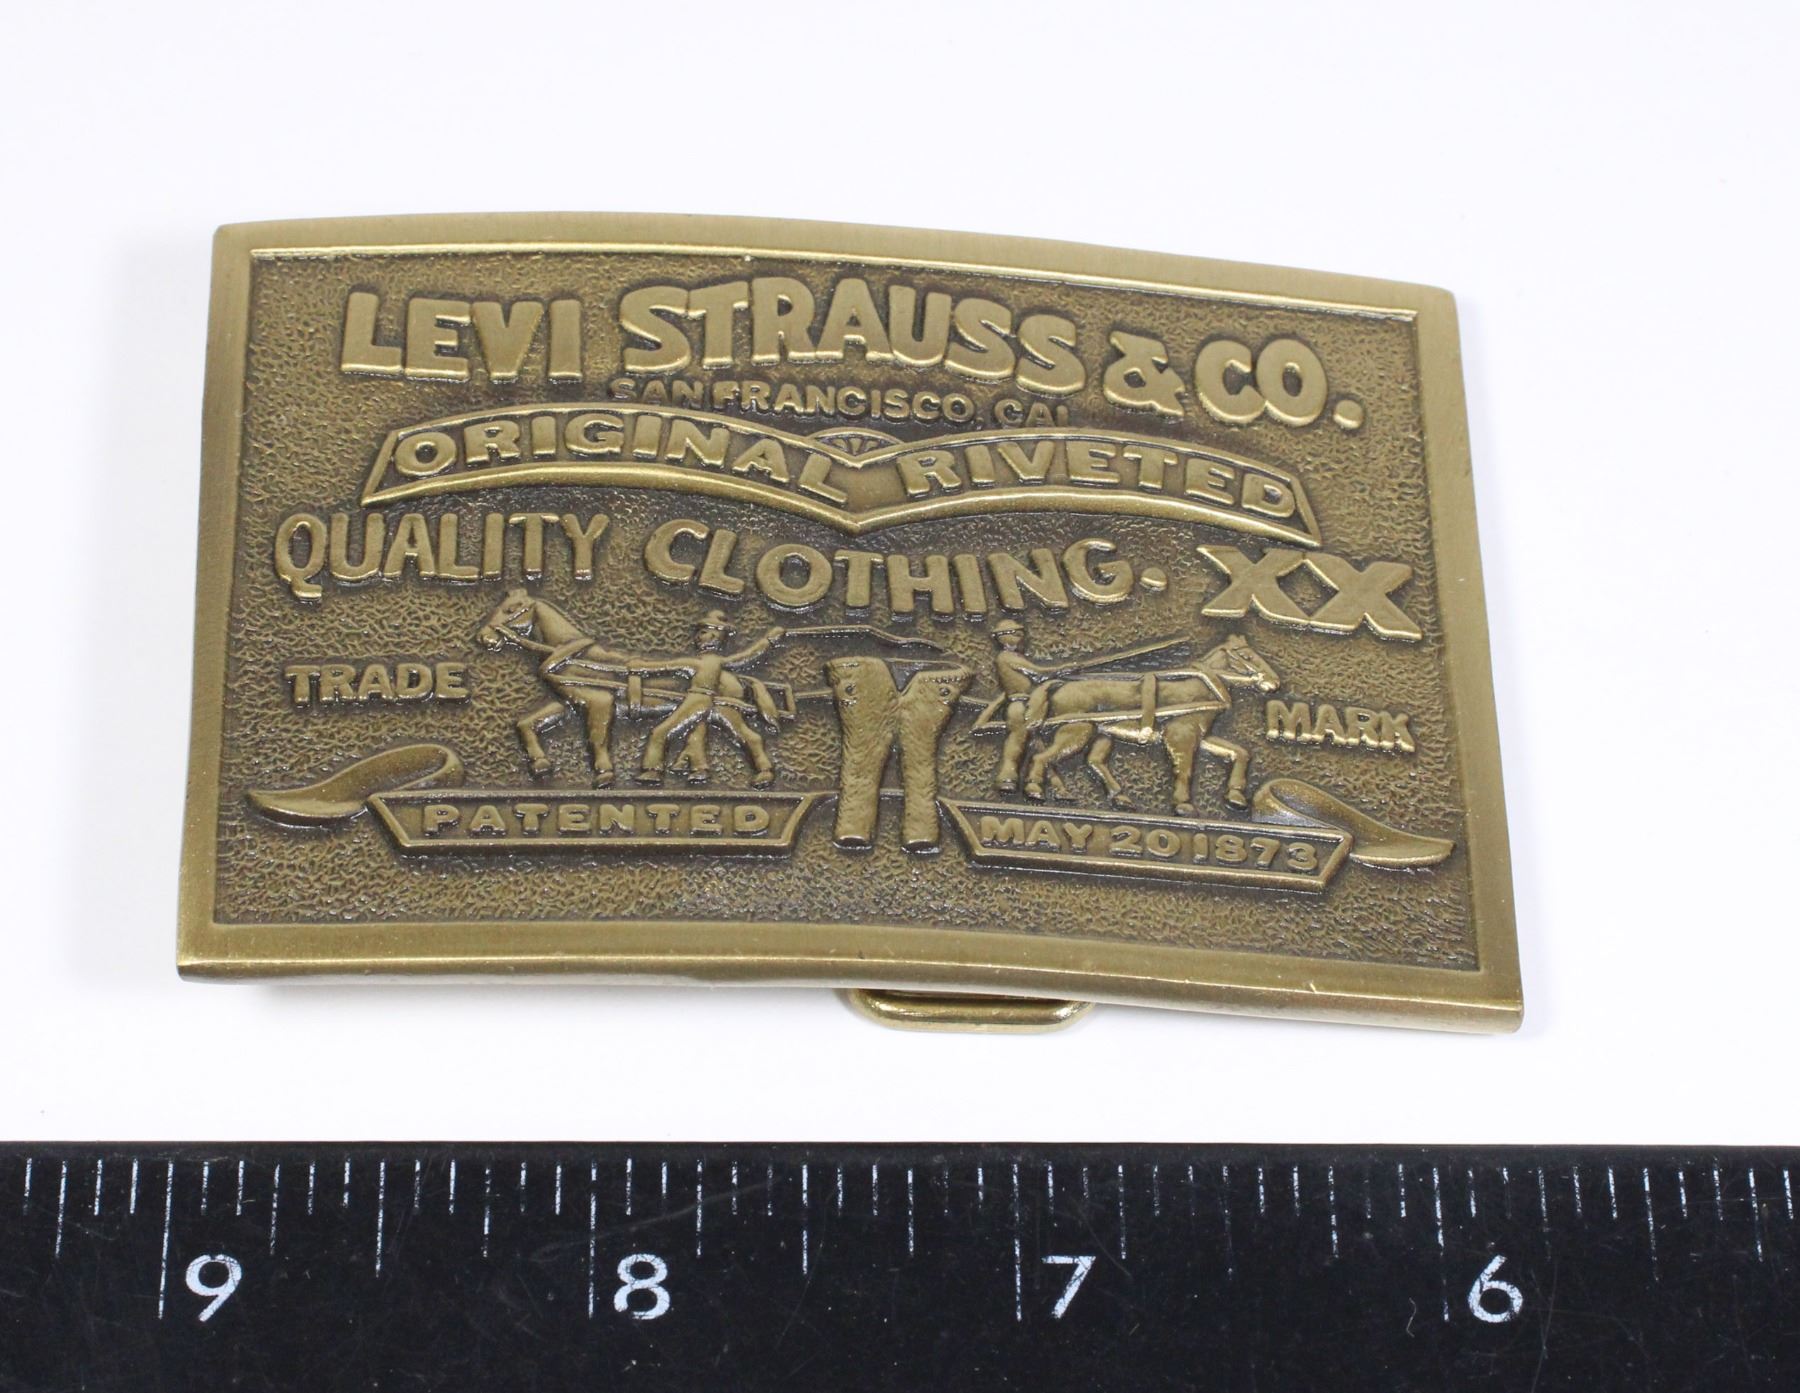 LEVI STRAUSS & CO.
SAN FRANCISCO, CAL
ORIGINAL RIVETED
QUALITY CLOTHING. XX
TRADE MARK
PATENTED MAY 20 1873
9 8 7 6